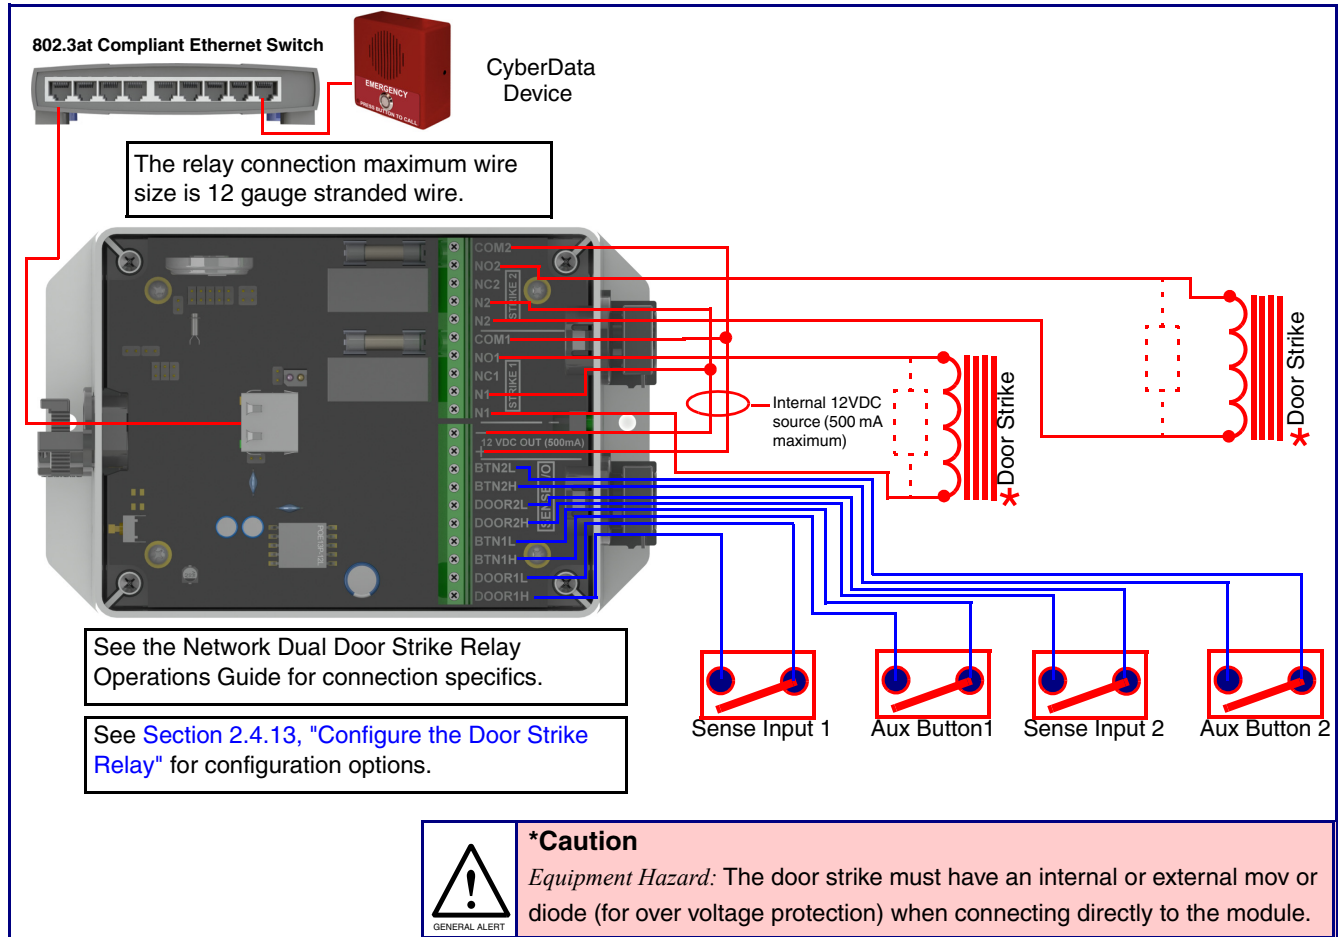 802.3at Compliant Ethernet Switch
EMERGENCY
PRESS BUTTON TO CALL
CyberData
Device
The relay connection maximum wire
size is 12 gauge stranded wire.
COM2
NO2
NC2
N2
N2
STRIKE 2
COM1
NO1
NC1
N1
N1
STRIKE 1
-
12 VDC OUT (500mA)
+
BTN2L
BTN2H
DOOR2L
DOOR2H
BTN1L
BTN1H
DOOR1L
DOOR1H
Internal 12VDC
source (500 mA
maximum)
*Door Strike
*Door Strike
See the Network Dual Door Strike Relay
Operations Guide for connection specifics.
See Section 2.4.13, "Configure the Door Strike
Relay" for configuration options.
Sense Input 1
Aux Button1
Sense Input 2
Aux Button 2
GENERAL ALERT
*Caution
Equipment Hazard: The door strike must have an internal or external mov or
diode (for over voltage protection) when connecting directly to the module.